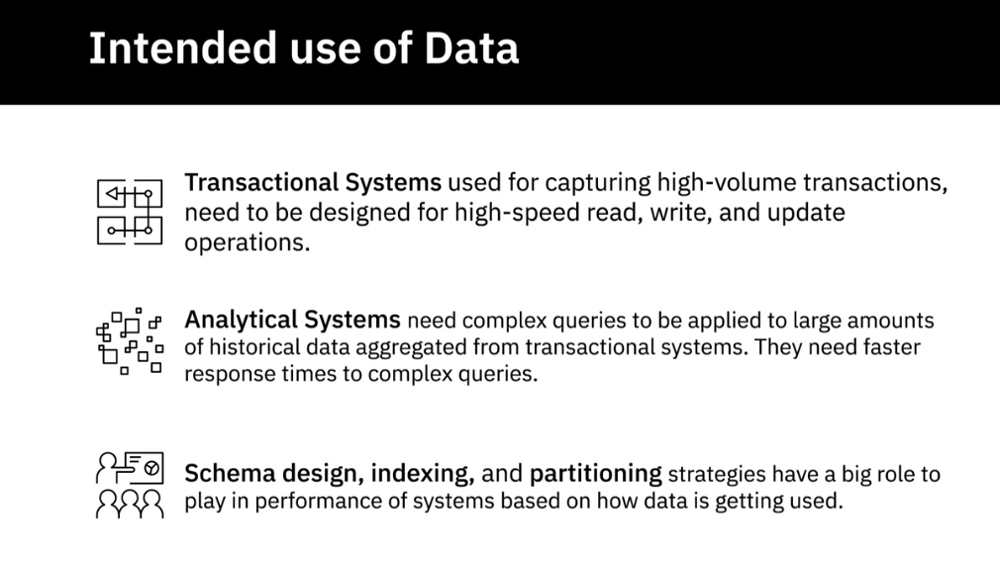 Intended use of Data
Transactional Systems used for capturing high-volume transactions,
need to be designed for high-speed read, write, and update
operations.
Analytical Systems need complex queries to be applied to large amounts
of historical data aggregated from transactional systems. They need faster
response times to complex queries.
Schema design, indexing, and partitioning strategies have a big role to
play in performance of systems based on how data is getting used.